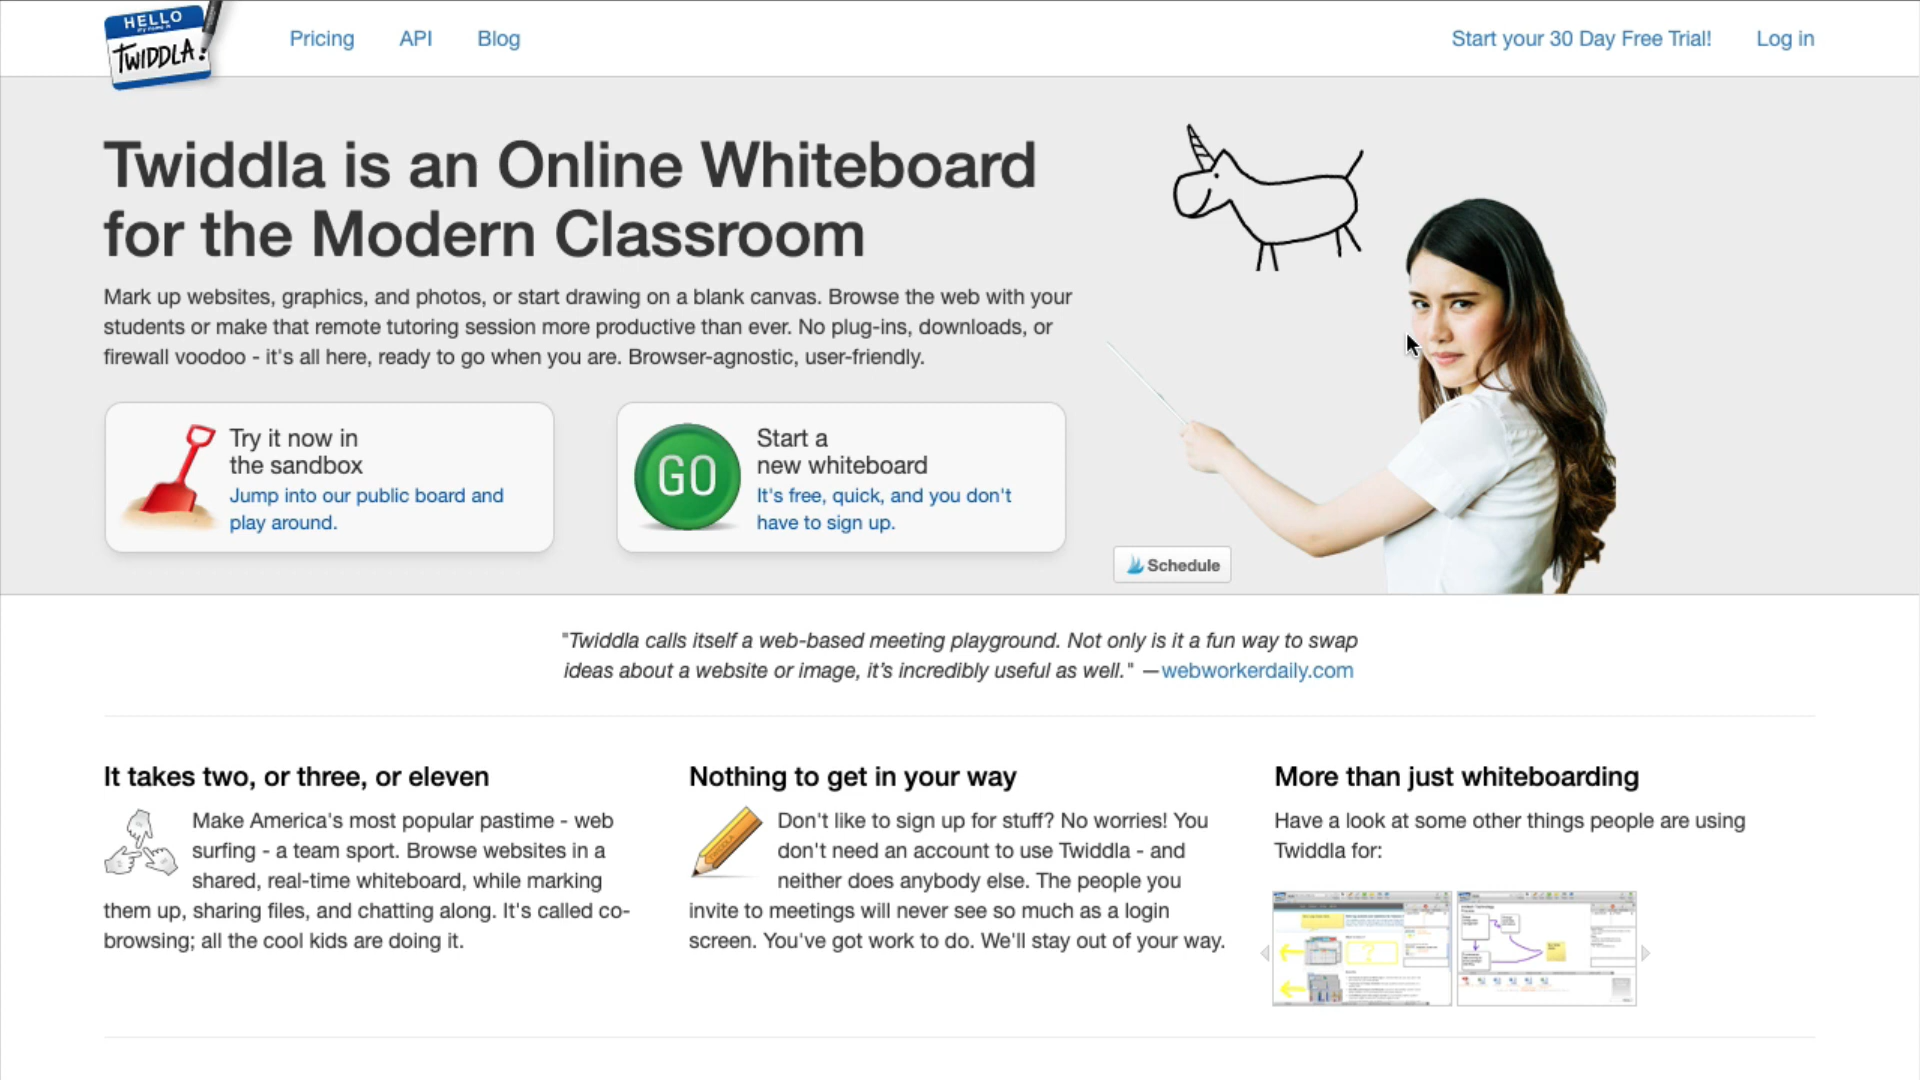 HELLO
my name is
TWIDDLA!
Pricing
API
Blog
Start your 30 Day Free Trial!
Log in
Twiddla is an Online Whiteboard
for the Modern Classroom
Mark up websites, graphics, and photos, or start drawing on a blank canvas. Browse the web with your
students or make that remote tutoring session more productive than ever. No plug-ins, downloads, or
firewall voodoo - it's all here, ready to go when you are. Browser-agnostic, user-friendly.
Try it now in
the sandbox
Jump into our public board and
play around.
GO
Start a
new whiteboard
It's free, quick, and you don't
have to sign up.
Schedule
"Twiddla calls itself a web-based meeting playground. Not only is it a fun way to swap
ideas about a website or image, it's incredibly useful as well." —webworkerdaily.com
It takes two, or three, or eleven
Make America's most popular pastime - web
surfing - a team sport. Browse websites in a
shared, real-time whiteboard, while marking
them up, sharing files, and chatting along. It's called co-
browsing; all the cool kids are doing it.
Nothing to get in your way
Don't like to sign up for stuff? No worries! You
don't need an account to use Twiddla - and
neither does anybody else. The people you
invite to meetings will never see so much as a login
screen. You've got work to do. We'll stay out of your way.
More than just whiteboarding
Have a look at some other things people are using
Twiddla for: